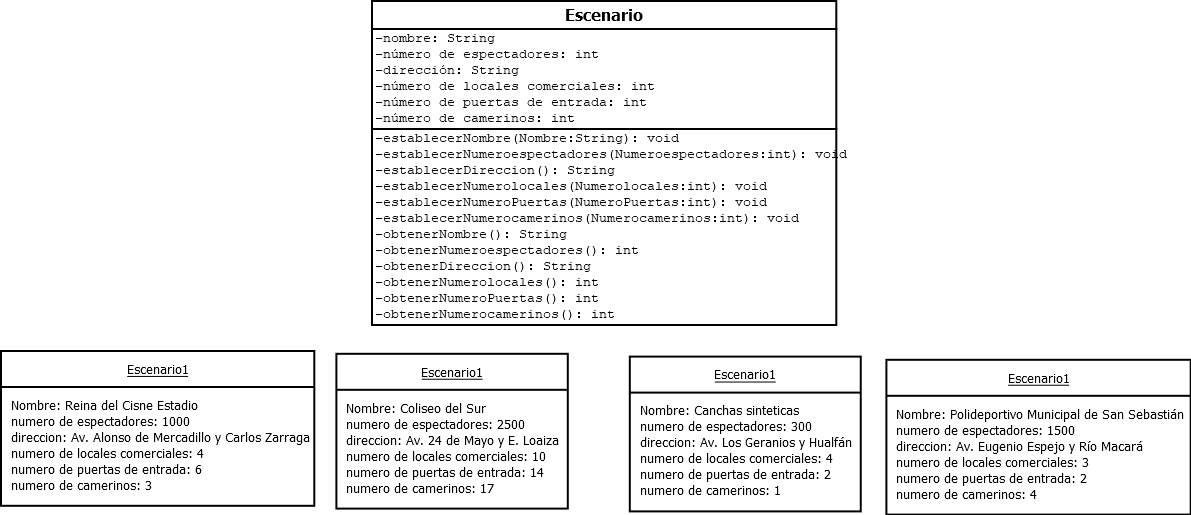 Escenario
-nombre: String
-número de espectadores: int
-dirección: String
-número de locales comerciales: int
-número de puertas de entrada: int
-número de camerinos: int
-establecerNombre(Nombre:String): void
-establecerNumeroespectadores(Numeroespectadores:int): void
-establecerDireccion(): String
-establecerNumerolocales(Numerolocales:int): void
-establecerNumeroPuertas(NumeroPuertas:int): void
-establecerNumerocamerinos(Numerocamerinos:int): void
-obtenerNombre(): String
-obtenerNumeroespectadores(): int
-obtenerDireccion(): String
-obtenerNumerolocales(): int
-obtenerNumeroPuertas(): int
-obtenerNumerocamerinos(): int
Escenario1
Nombre: Reina del Cisne Estadio
numero de espectadores: 1000
direccion: Av. Alonso de Mercadillo y Carlos Zarraga
numero de locales comerciales: 4
numero de puertas de entrada: 6
numero de camerinos: 3
Escenario1
Nombre: Coliseo del Sur
numero de espectadores: 2500
direccion: Av. 24 de Mayo y E. Loaiza
numero de locales comerciales: 10
numero de puertas de entrada: 14
numero de camerinos: 17
Escenario1
Nombre: Canchas sinteticas
numero de espectadores: 300
direccion: Av. Los Geranios y Hualfán
numero de locales comerciales: 4
numero de puertas de entrada: 2
numero de camerinos: 1
Escenario1
Nombre: Polideportivo Municipal de San Sebastián
numero de espectadores: 1500
direccion: Av. Eugenio Espejo y Río Macará
numero de locales comerciales: 3
numero de puertas de entrada: 2
numero de camerinos: 4